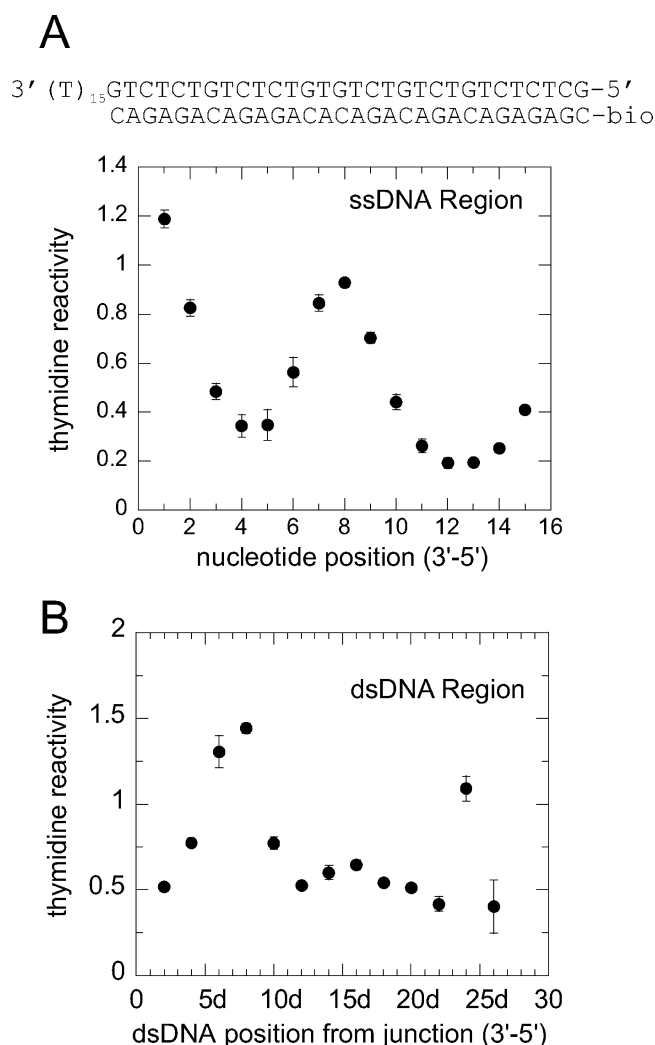 A
3' (T)15GTCTCTGTCTCTGTGTCTGTCTGTCTCTCG-5'
CAGAGACAGAGACACAGACAGACAGAGAGC-bio
1.4
ssDNA Region
1.2
1
0.8
0.6
0.4
0.2
0
thymidine reactivity
0 2 4 6 8 10 12 14 16
nucleotide position (3'-5')
B
2
dsDNA Region
1.5
1
0.5
0
thymidine reactivity
0 5d 10d 15d 20d 25d 30
dsDNA position from junction (3'-5')